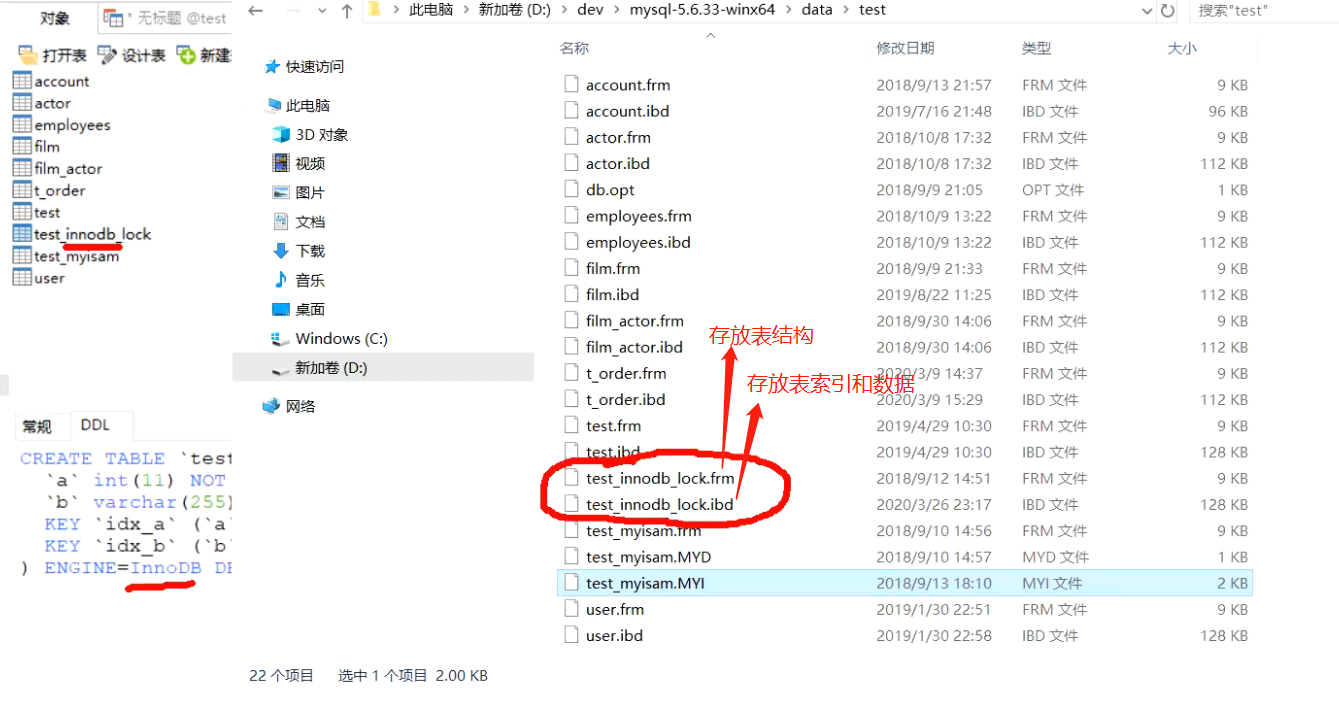 对象
* 无标题 @test
打开表 设计表 新建
account
actor
employees
film
film_actor
t_order
test
test_innodb_lock
test_myisam
user
常规 DDL
CREATE TABLE `test
`a` int(11) NOT
`b` varchar(255)
KEY `idx_a` (`a`
KEY `idx_b` (`b`
) ENGINE=InnoDB DE
此电脑 > 新加卷 (D:) > dev > mysql-5.6.33-winx64 > data > test
搜索"test"
快速访问
此电脑
3D 对象
视频
图片
文档
下载
音乐
桌面
Windows (C:)
新加卷 (D:)
网络
名称 修改日期 类型 大小
account.frm 2018/9/13 21:57 FRM 文件 9 KB
account.ibd 2019/7/16 21:48 IBD 文件 96 KB
actor.frm 2018/10/8 17:32 FRM 文件 9 KB
actor.ibd 2018/10/8 17:32 IBD 文件 112 KB
db.opt 2018/9/9 21:05 OPT 文件 1 KB
employees.frm 2018/10/9 13:22 FRM 文件 9 KB
employees.ibd 2018/10/9 13:22 IBD 文件 112 KB
film.frm 2018/9/9 21:33 FRM 文件 9 KB
film.ibd 2019/8/22 11:25 IBD 文件 112 KB
film_actor.frm 2018/9/30 14:06 FRM 文件 9 KB
film_actor.ibd 2018/9/30 14:06 IBD 文件 112 KB
t_order.frm 2020/3/9 14:37 FRM 文件 9 KB
t_order.ibd 2020/3/9 15:29 IBD 文件 112 KB
test.frm 2019/4/29 10:30 FRM 文件 9 KB
test.ibd 2019/4/29 10:30 IBD 文件 128 KB
test_innodb_lock.frm 2018/9/12 14:51 FRM 文件 9 KB
test_innodb_lock.ibd 2020/3/26 23:17 IBD 文件 128 KB
test_myisam.frm 2018/9/10 14:56 FRM 文件 9 KB
test_myisam.MYD 2018/9/10 14:57 MYD 文件 1 KB
test_myisam.MYI 2018/9/13 18:10 MYI 文件 2 KB
user.frm 2019/1/30 22:51 FRM 文件 9 KB
user.ibd 2019/1/30 22:58 IBD 文件 128 KB
存放表结构
存放表索引和数据
22 个项目 选中 1 个项目 2.00 KB